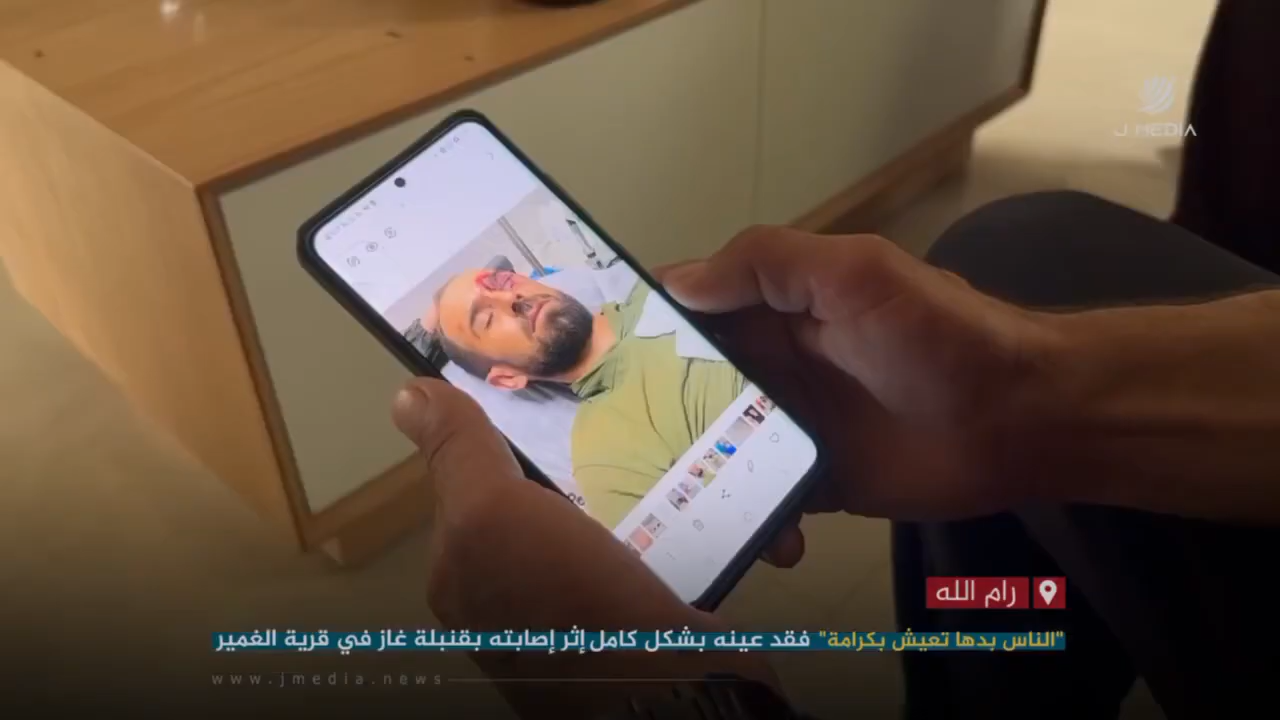 J MEDIA
رام الله
"الناس بدها تعيش بكرامة" فقد عينه بشكل كامل إثر إصابته بقنبلة غاز في قرية الغمير
www.jmedia.news